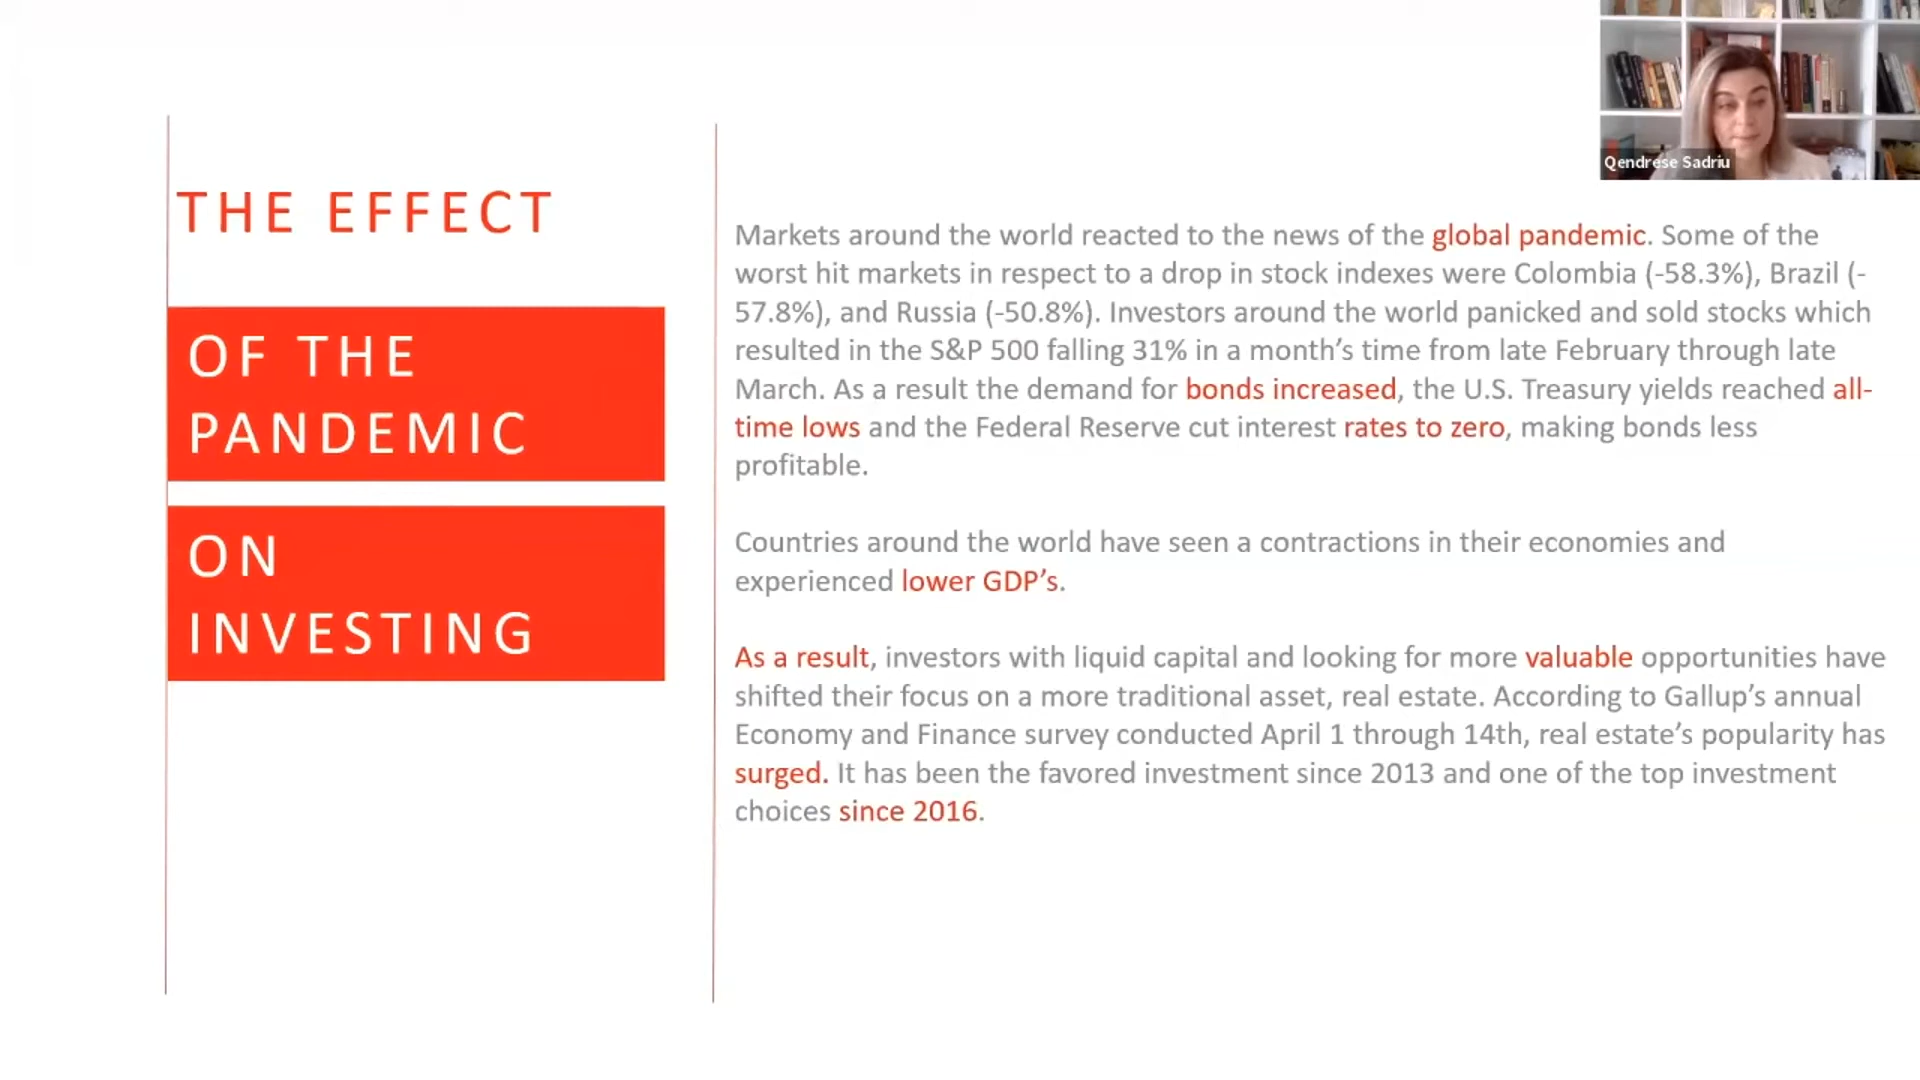 Qendrese Sadriu
THE EFFECT
OF THE
PANDEMIC
ON
INVESTING
Markets around the world reacted to the news of the global pandemic. Some of the
worst hit markets in respect to a drop in stock indexes were Colombia (-58.3%), Brazil (-
57.8%), and Russia (-50.8%). Investors around the world panicked and sold stocks which
resulted in the S&P 500 falling 31% in a month’s time from late February through late
March. As a result the demand for bonds increased, the U.S. Treasury yields reached all-
time lows and the Federal Reserve cut interest rates to zero, making bonds less
profitable.
Countries around the world have seen a contractions in their economies and
experienced lower GDP’s.
As a result, investors with liquid capital and looking for more valuable opportunities have
shifted their focus on a more traditional asset, real estate. According to Gallup’s annual
Economy and Finance survey conducted April 1 through 14th, real estate’s popularity has
surged. It has been the favored investment since 2013 and one of the top investment
choices since 2016.